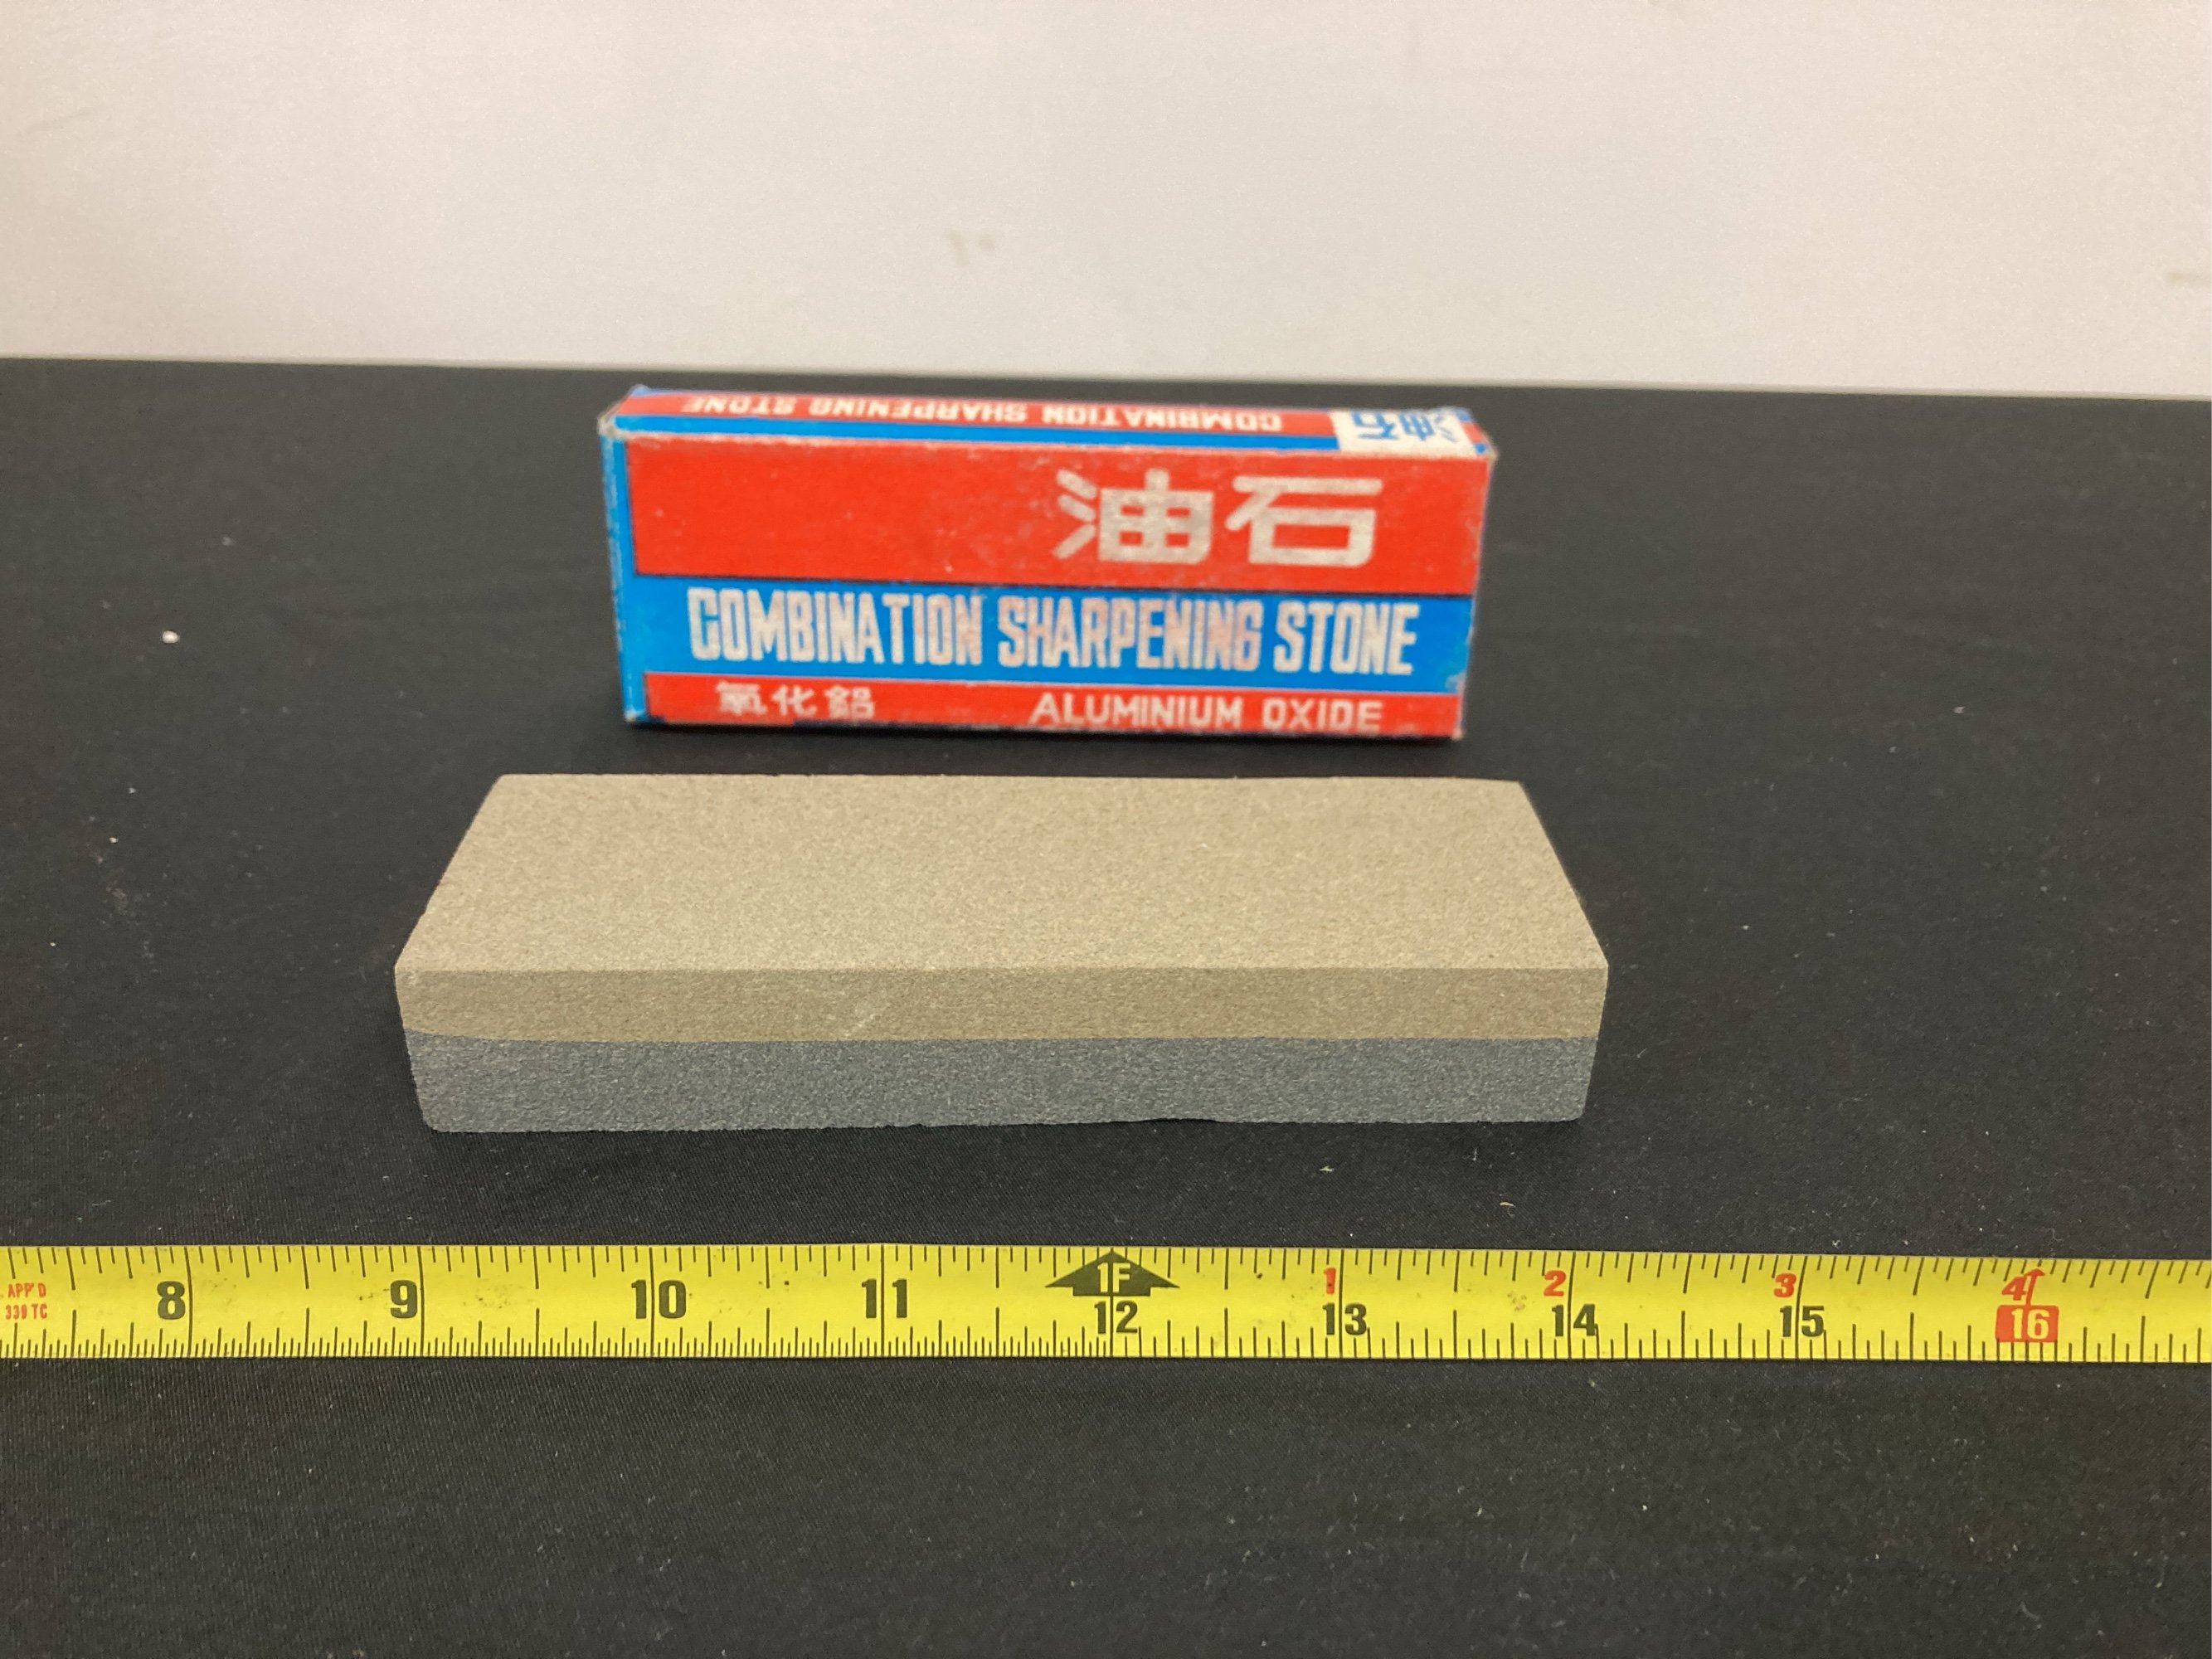 COMBINATION SHARPENING STONE 油石
油石
COMBINATION SHARPENING STONE
氧化鋁 ALUMINIUM OXIDE
1F 1 2 3 4F
APP'D 8 9 10 11 12 13 14 15 16
339 TC